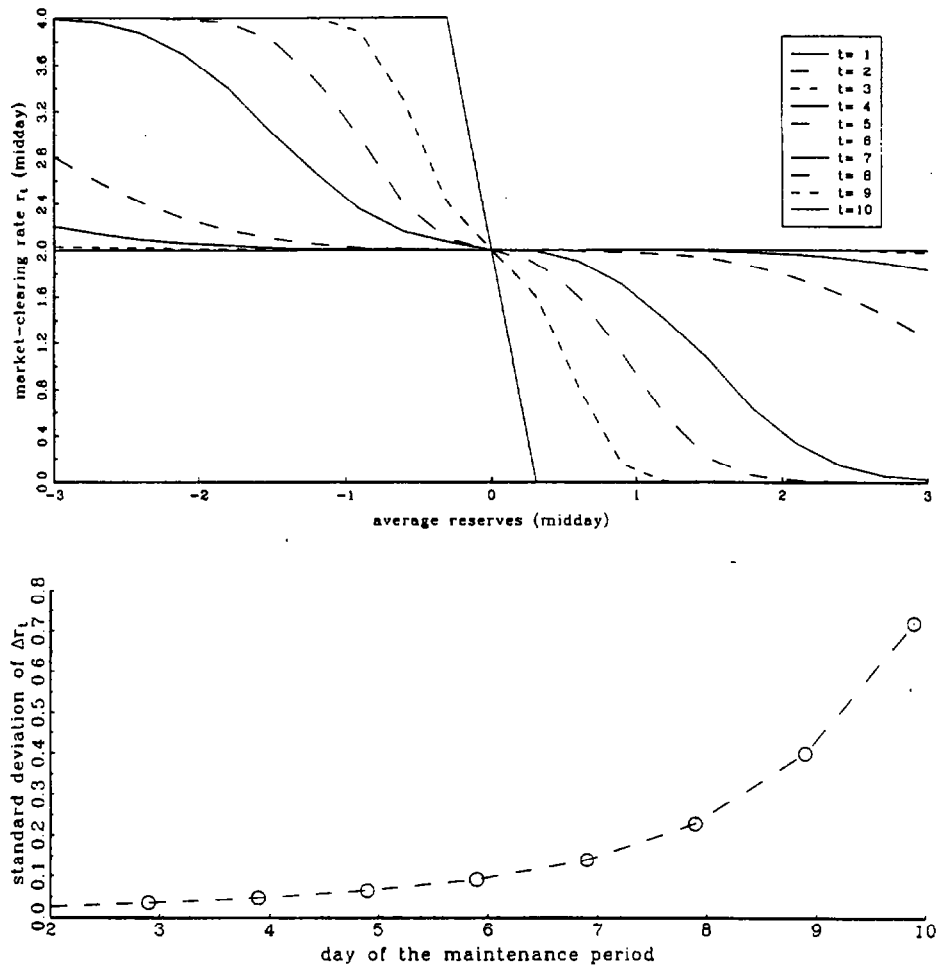 market-clearing rate r_t (midday)
4.0
3.6
3.2
2.8
2.4
2.0
1.6
1.2
0.8
0.4
0.0
t= 1
t= 2
t= 3
t= 4
t= 5
t= 6
t= 7
t= 8
t= 9
t=10
-3
-2
-1
0
1
2
3
average reserves (midday)
standard deviation of Δr_t
0.8
0.7
0.6
0.5
0.4
0.3
0.2
0.1
0.0
2
3
4
5
6
7
8
9
10
day of the maintenance period